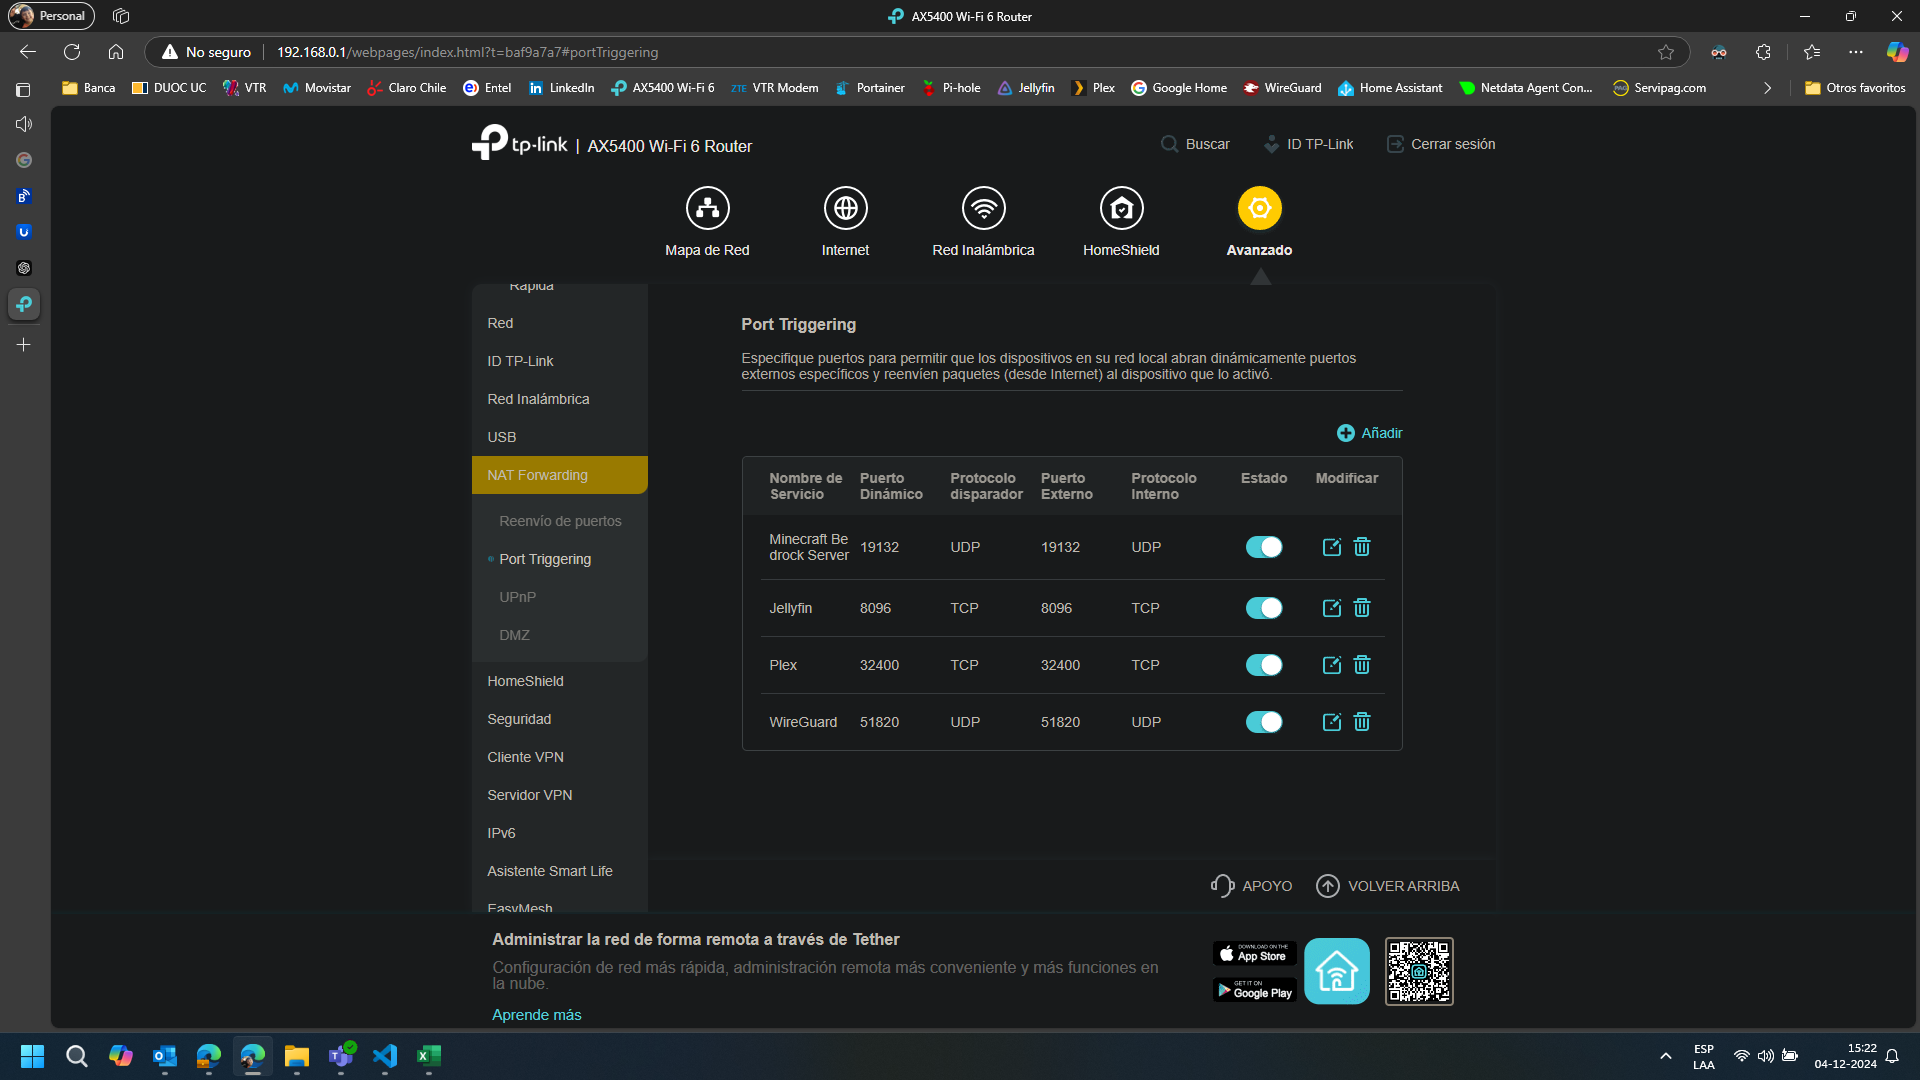 Personal
AX5400 Wi-Fi 6 Router
No seguro
192.168.0.1/webpages/index.html?t=baf9a7a7#portTriggering
Banca
DUOC UC
VTR
Movistar
Claro Chile
Entel
LinkedIn
AX5400 Wi-Fi 6
ZTE
VTR Modem
Portainer
Pi-hole
Jellyfin
Plex
Google Home
WireGuard
Home Assistant
Netdata Agent Con...
Servipag.com
Otros favoritos
tp-link | AX5400 Wi-Fi 6 Router
Buscar
ID TP-Link
Cerrar sesión
Mapa de Red
Internet
Red Inalámbrica
HomeShield
Avanzado
Rápida
Red
ID TP-Link
Red Inalámbrica
USB
NAT Forwarding
Reenvío de puertos
Port Triggering
UPnP
DMZ
HomeShield
Seguridad
Cliente VPN
Servidor VPN
IPv6
Asistente Smart Life
EasyMesh
Port Triggering
Especifique puertos para permitir que los dispositivos en su red local abran dinámicamente puertos
externos específicos y reenvíen paquetes (desde Internet) al dispositivo que lo activó.
Añadir
Nombre de Servicio
Puerto Dinámico
Protocolo disparador
Puerto Externo
Protocolo Interno
Estado
Modificar
Minecraft Be
drock Server
19132
UDP
19132
UDP
Jellyfin
8096
TCP
8096
TCP
Plex
32400
TCP
32400
TCP
WireGuard
51820
UDP
51820
UDP
APOYO
VOLVER ARRIBA
Administrar la red de forma remota a través de Tether
Configuración de red más rápida, administración remota más conveniente y más funciones en
la nube.
Aprende más
Download on the
App Store
GET IT ON
Google Play
ESP
LAA
15:22
04-12-2024